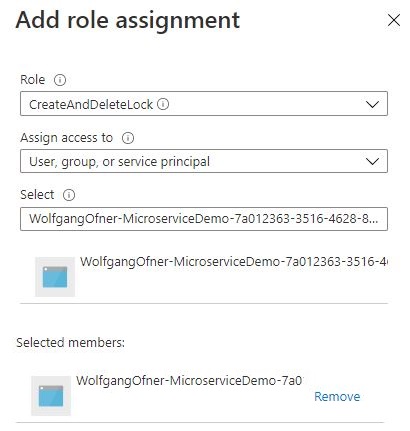 Add role assignment
Role
CreateAndDeleteLock
Assign access to
User, group, or service principal
Select
WolfgangOfner-MicroserviceDemo-7a012363-3516-4628-8...
WolfgangOfner-MicroserviceDemo-7a012363-3516-4
Selected members:
WolfgangOfner-MicroserviceDemo-7a0
Remove